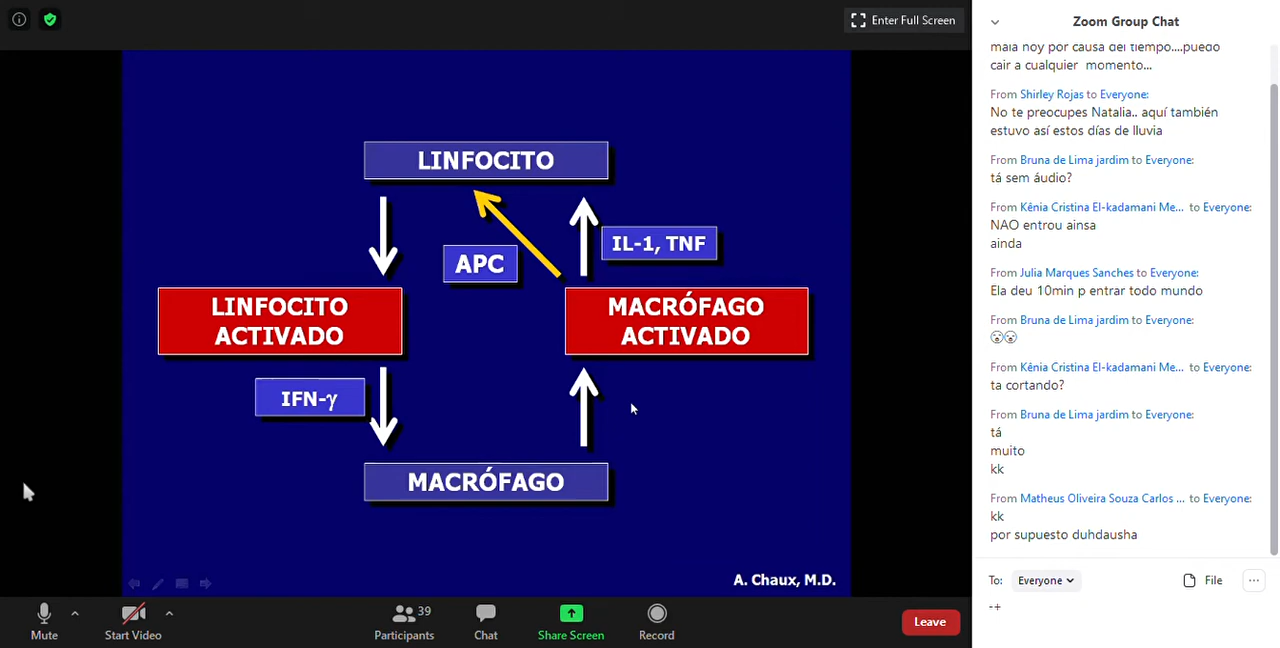 Enter Full Screen
LINFOCITO
IL-1, TNF
APC
LINFOCITO
ACTIVADO
MACRÓFAGO
ACTIVADO
IFN-γ
MACRÓFAGO
A. Chaux, M.D.
Mute
Start Video
39
Participants
Chat
Share Screen
Record
Leave
Zoom Group Chat
por causa del tiempo....puedo
cair a cualquier momento...
From Shirley Rojas to Everyone:
No te preocupes Natalia.. aquí también
estuvo así estos días de lluvia
From Bruna de Lima jardim to Everyone:
tá sem áudio?
From Kênia Cristina El-kadamani Me... to Everyone:
NAO entrou ainsa
ainda
From Julia Marques Sanches to Everyone:
Ela deu 10min p entrar todo mundo
From Bruna de Lima jardim to Everyone:
From Kênia Cristina El-kadamani Me... to Everyone:
ta cortando?
From Bruna de Lima jardim to Everyone:
tá
muito
kk
From Matheus Oliveira Souza Carlos ... to Everyone:
kk
por supuesto duhdausha
To: Everyone File
-+